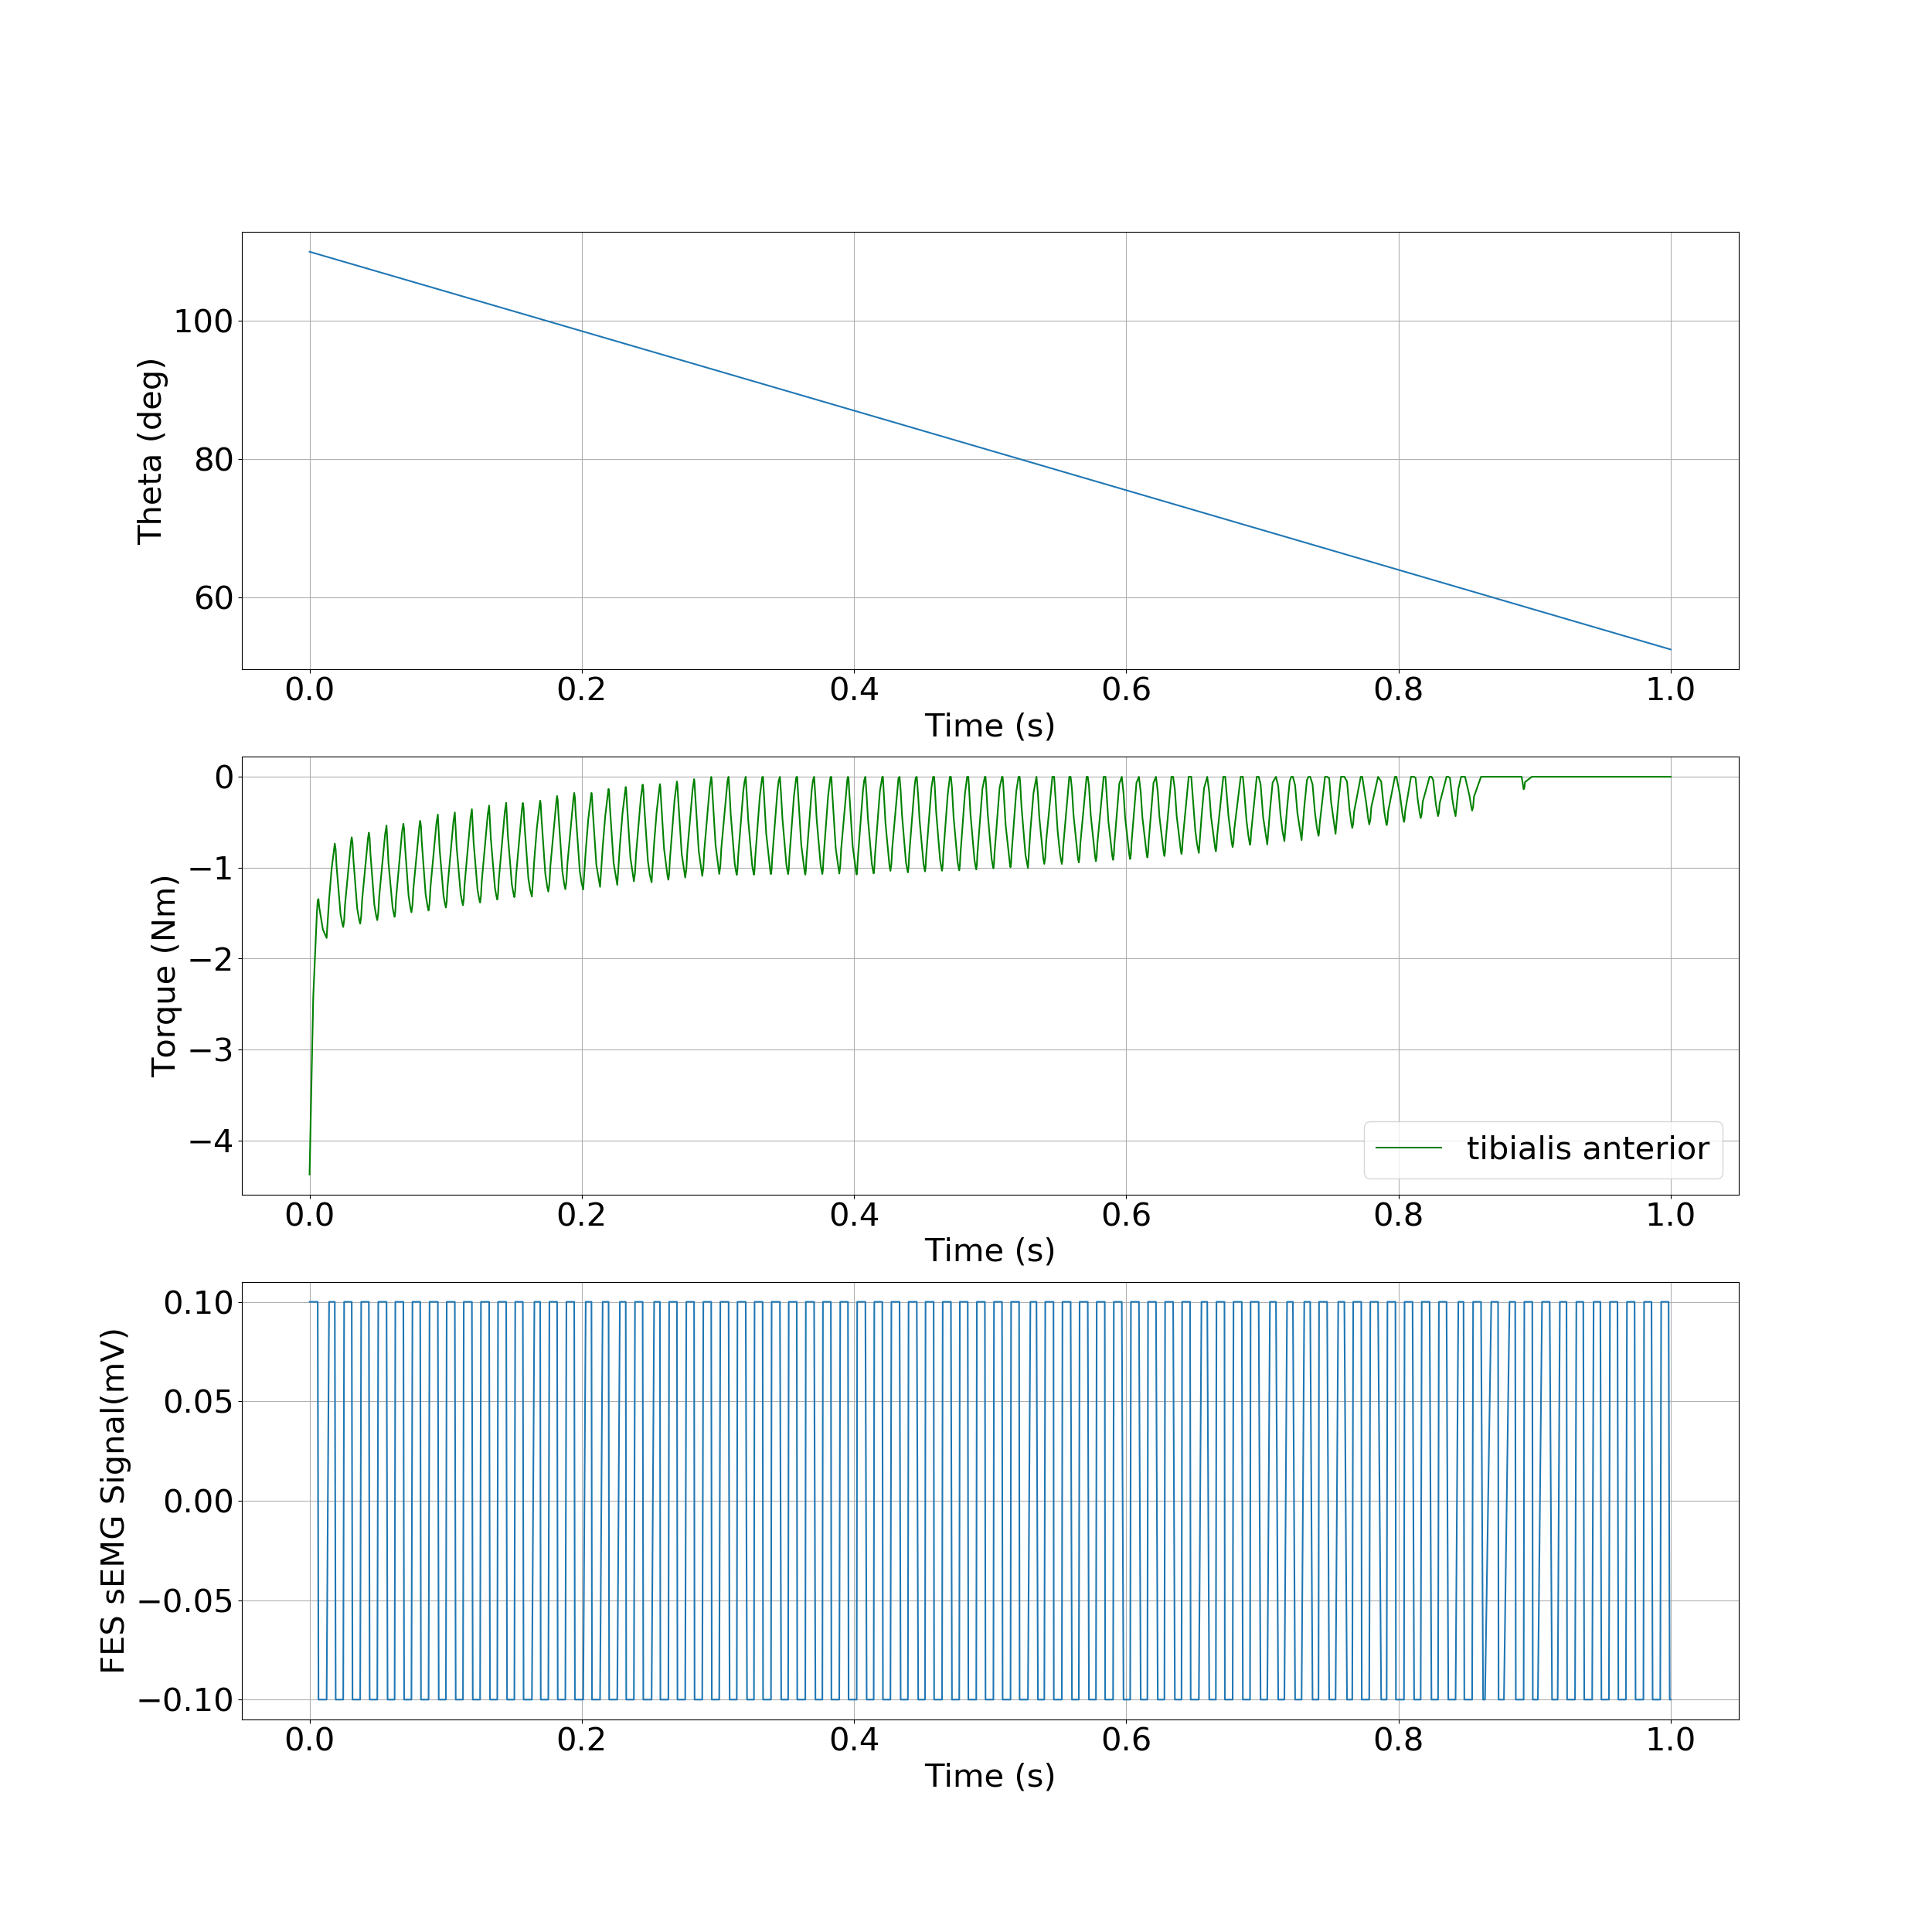 100
80
60
Theta (deg)
0.0 0.2 0.4 0.6 0.8 1.0
Time (s)
0
−1
−2
−3
−4
Torque (Nm)
tibialis anterior
0.0 0.2 0.4 0.6 0.8 1.0
Time (s)
0.10
0.05
0.00
−0.05
−0.10
FES sEMG Signal(mV)
0.0 0.2 0.4 0.6 0.8 1.0
Time (s)